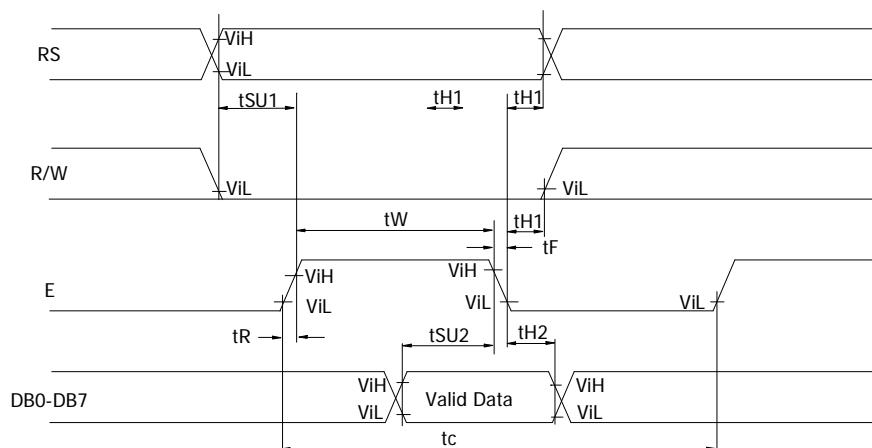 ViH
RS
ViL
tSU1 tH1 tH1
R/W
ViL ViL
tW tH1
tF
ViH ViH
E
ViL ViL ViL
tR tSU2 tH2
ViH ViH
DB0-DB7 Valid Data
ViL ViL
tc